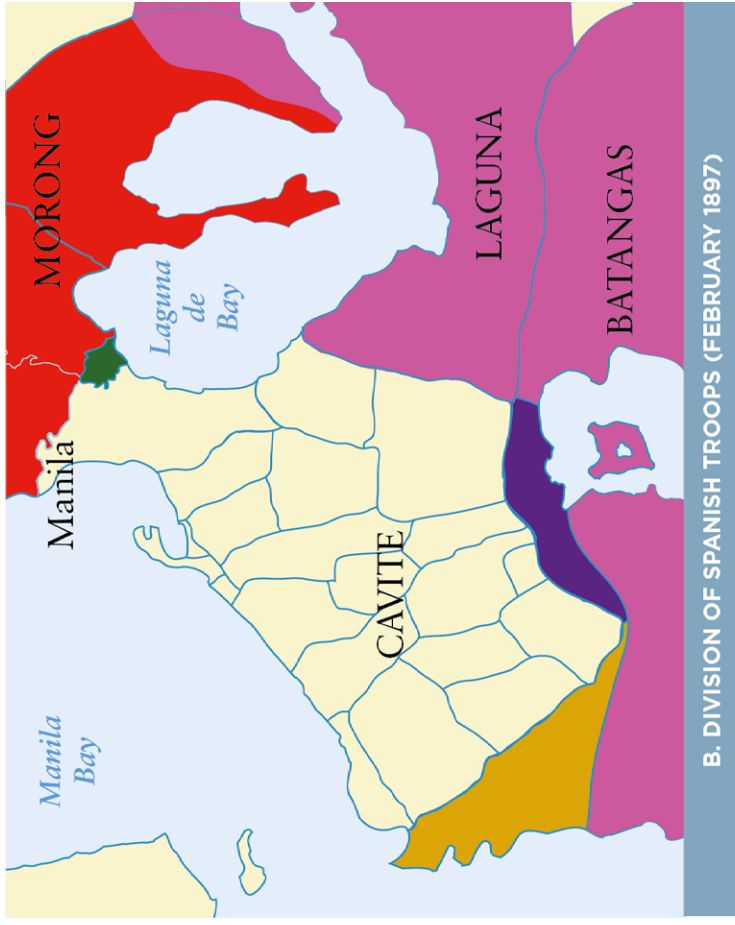 MORONG
Manila
Laguna
de
Bay
LAGUNA
BATANGAS
CAVITE
Manila
Bay
B. DIVISION OF SPANISH TROOPS (FEBRUARY 1897)